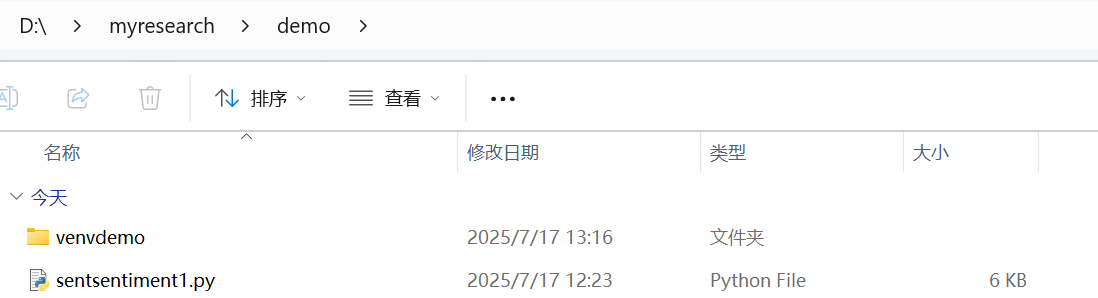 D:\ > myresearch > demo >
排序 查看 •••
名称 修改日期 类型 大小
今天
venvdemo 2025/7/17 13:16 文件夹
sentsentiment1.py 2025/7/17 12:23 Python File 6 KB